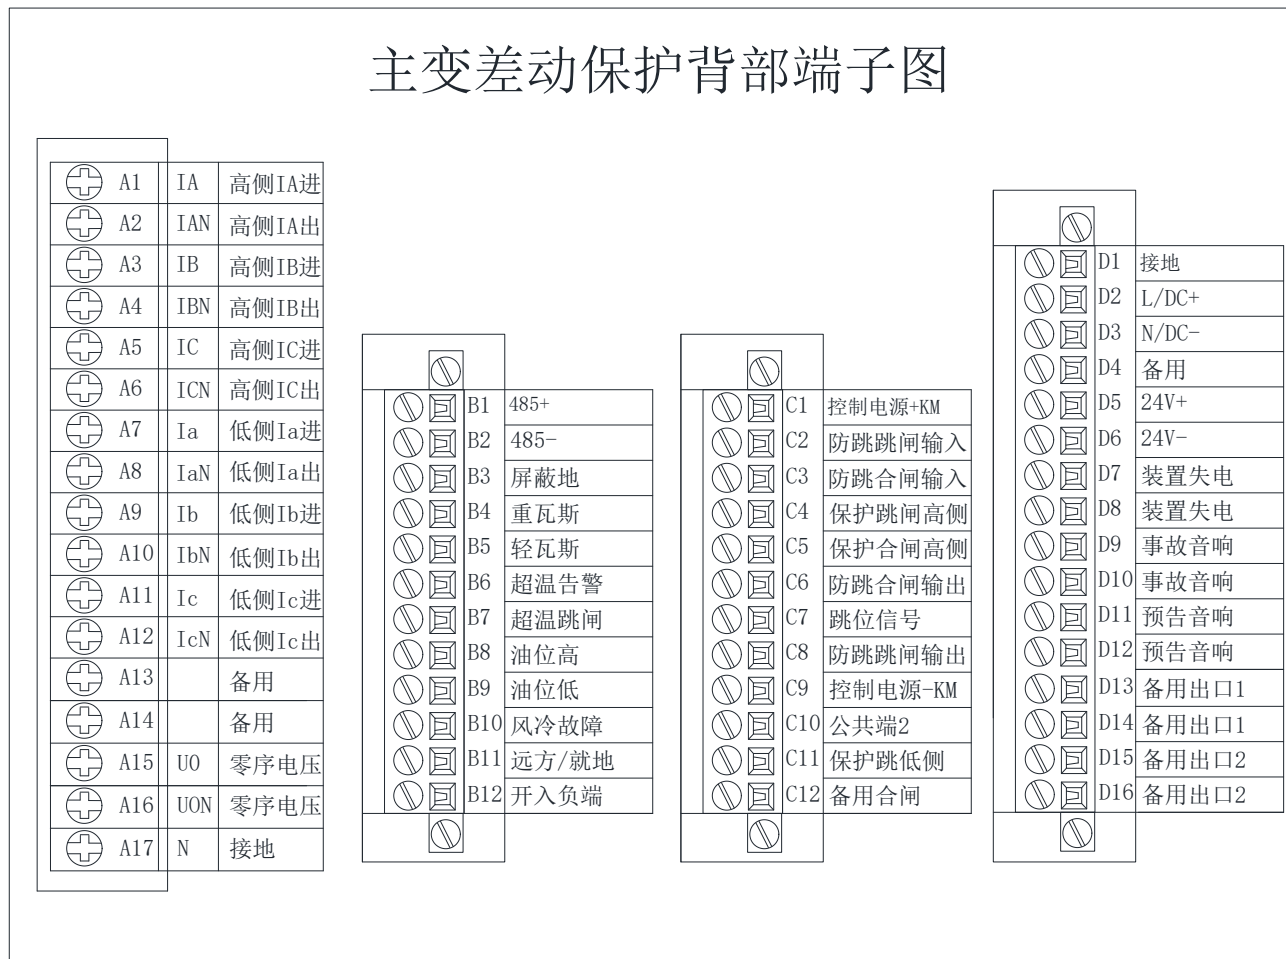 主变差动保护背部端子图
A1 IA 高侧IA进
A2 IAN 高侧IA出
A3 IB 高侧IB进
A4 IBN 高侧IB出
A5 IC 高侧IC进
A6 ICN 高侧IC出
A7 Ia 低侧Ia进
A8 IaN 低侧Ia出
A9 Ib 低侧Ib进
A10 IbN 低侧Ib出
A11 Ic 低侧Ic进
A12 IcN 低侧Ic出
A13 备用
A14 备用
A15 UO 零序电压
A16 UON 零序电压
A17 N 接地
B1 485+
B2 485-
B3 屏蔽地
B4 重瓦斯
B5 轻瓦斯
B6 超温告警
B7 超温跳闸
B8 油位高
B9 油位低
B10 风冷故障
B11 远方/就地
B12 开入负端
C1 控制电源+KM
C2 防跳跳闸输入
C3 防跳合闸输入
C4 保护跳闸高侧
C5 保护合闸高侧
C6 防跳合闸输出
C7 跳位信号
C8 防跳跳闸输出
C9 控制电源-KM
C10 公共端2
C11 保护跳低侧
C12 备用合闸
D1 接地
D2 L/DC+
D3 N/DC-
D4 备用
D5 24V+
D6 24V-
D7 装置失电
D8 装置失电
D9 事故音响
D10 事故音响
D11 预告音响
D12 预告音响
D13 备用出口1
D14 备用出口1
D15 备用出口2
D16 备用出口2